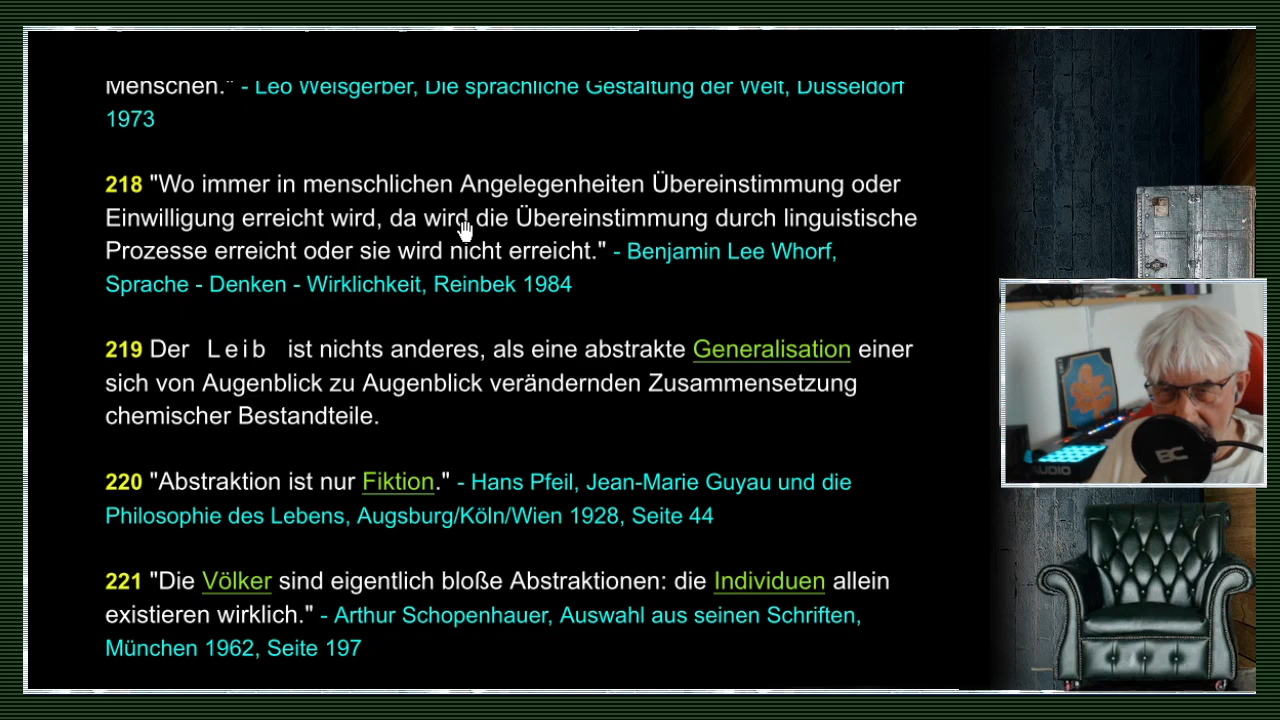 Menschen." - Leo Weisgerber, Die sprachliche Gestaltung der Welt, Düsseldorf
1973
218 "Wo immer in menschlichen Angelegenheiten Übereinstimmung oder
Einwilligung erreicht wird, da wird die Übereinstimmung durch linguistische
Prozesse erreicht oder sie wird nicht erreicht." - Benjamin Lee Whorf,
Sprache - Denken - Wirklichkeit, Reinbek 1984
219 Der Leib ist nichts anderes, als eine abstrakte Generalisation einer
sich von Augenblick zu Augenblick verändernden Zusammensetzung
chemischer Bestandteile.
220 "Abstraktion ist nur Fiktion." - Hans Pfeil, Jean-Marie Guyau und die
Philosophie des Lebens, Augsburg/Köln/Wien 1928, Seite 44
221 "Die Völker sind eigentlich bloße Abstraktionen: die Individuen allein
existieren wirklich." - Arthur Schopenhauer, Auswahl aus seinen Schriften,
München 1962, Seite 197
AUDIO